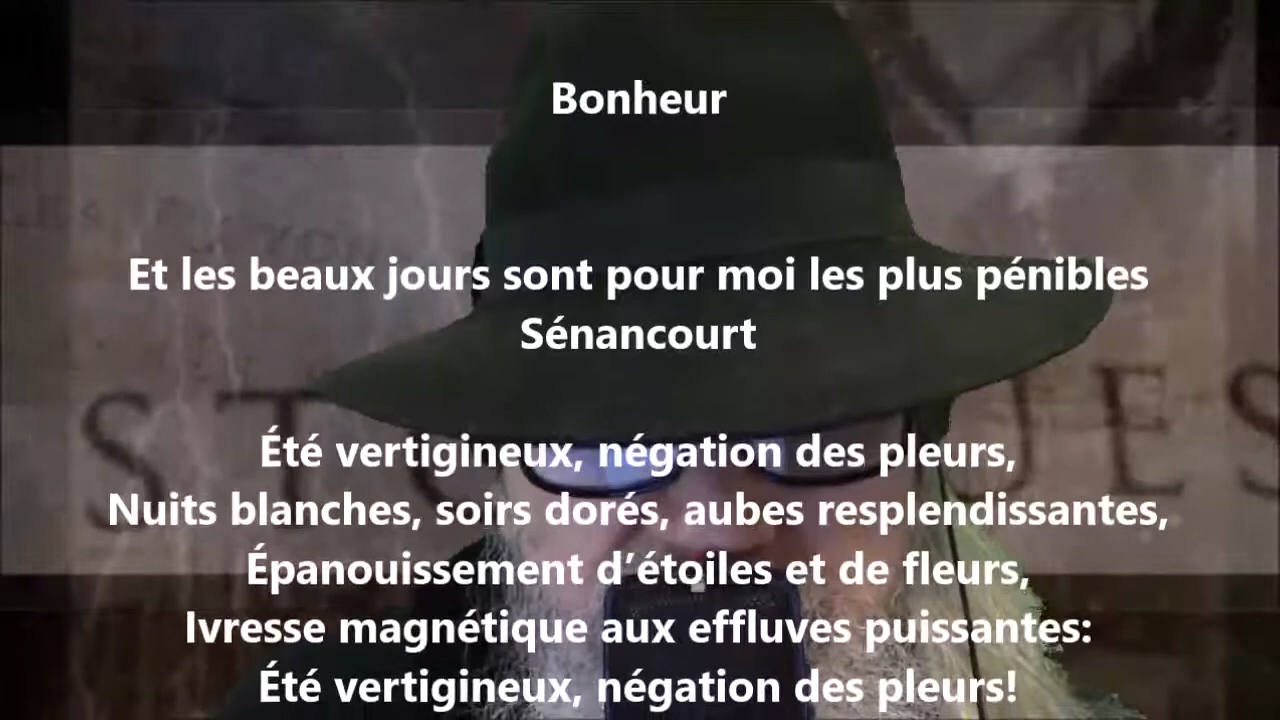 Bonheur
Et les beaux jours sont pour moi les plus pénibles
Sénancourt
Été vertigineux, négation des pleurs,
Nuits blanches, soirs dorés, aubes resplendissantes,
Épanouissement d’étoiles et de fleurs,
Ivresse magnétique aux effluves puissantes:
Été vertigineux, négation des pleurs!